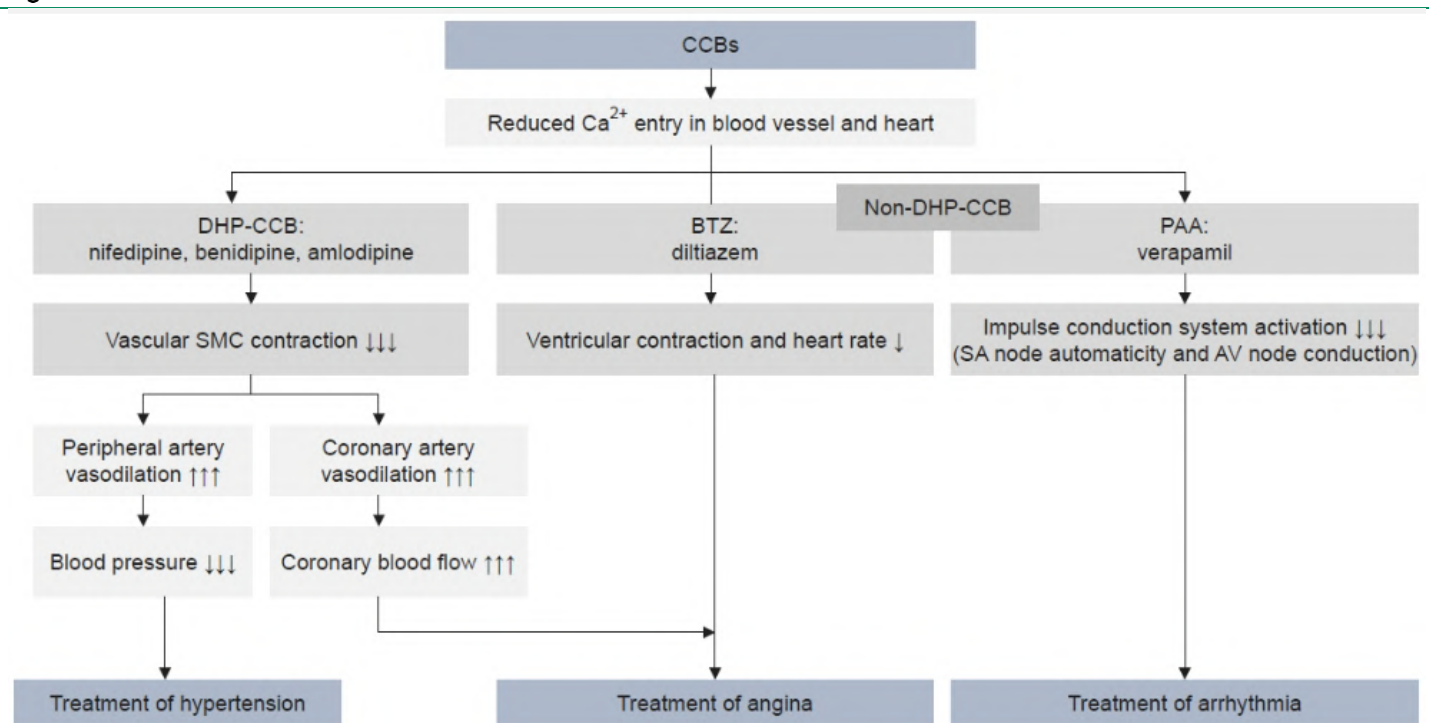 CCBs
Reduced Ca²⁺ entry in blood vessel and heart
Non-DHP-CCB
DHP-CCB:
nifedipine, benidipine, amlodipine
BTZ:
diltiazem
PAA:
verapamil
Vascular SMC contraction ↓↓↓
Ventricular contraction and heart rate ↓
Impulse conduction system activation ↓↓↓
(SA node automaticity and AV node conduction)
Peripheral artery
vasodilation ↑↑↑
Coronary artery
vasodilation ↑↑↑
Blood pressure ↓↓↓
Coronary blood flow ↑↑↑
Treatment of hypertension
Treatment of angina
Treatment of arrhythmia